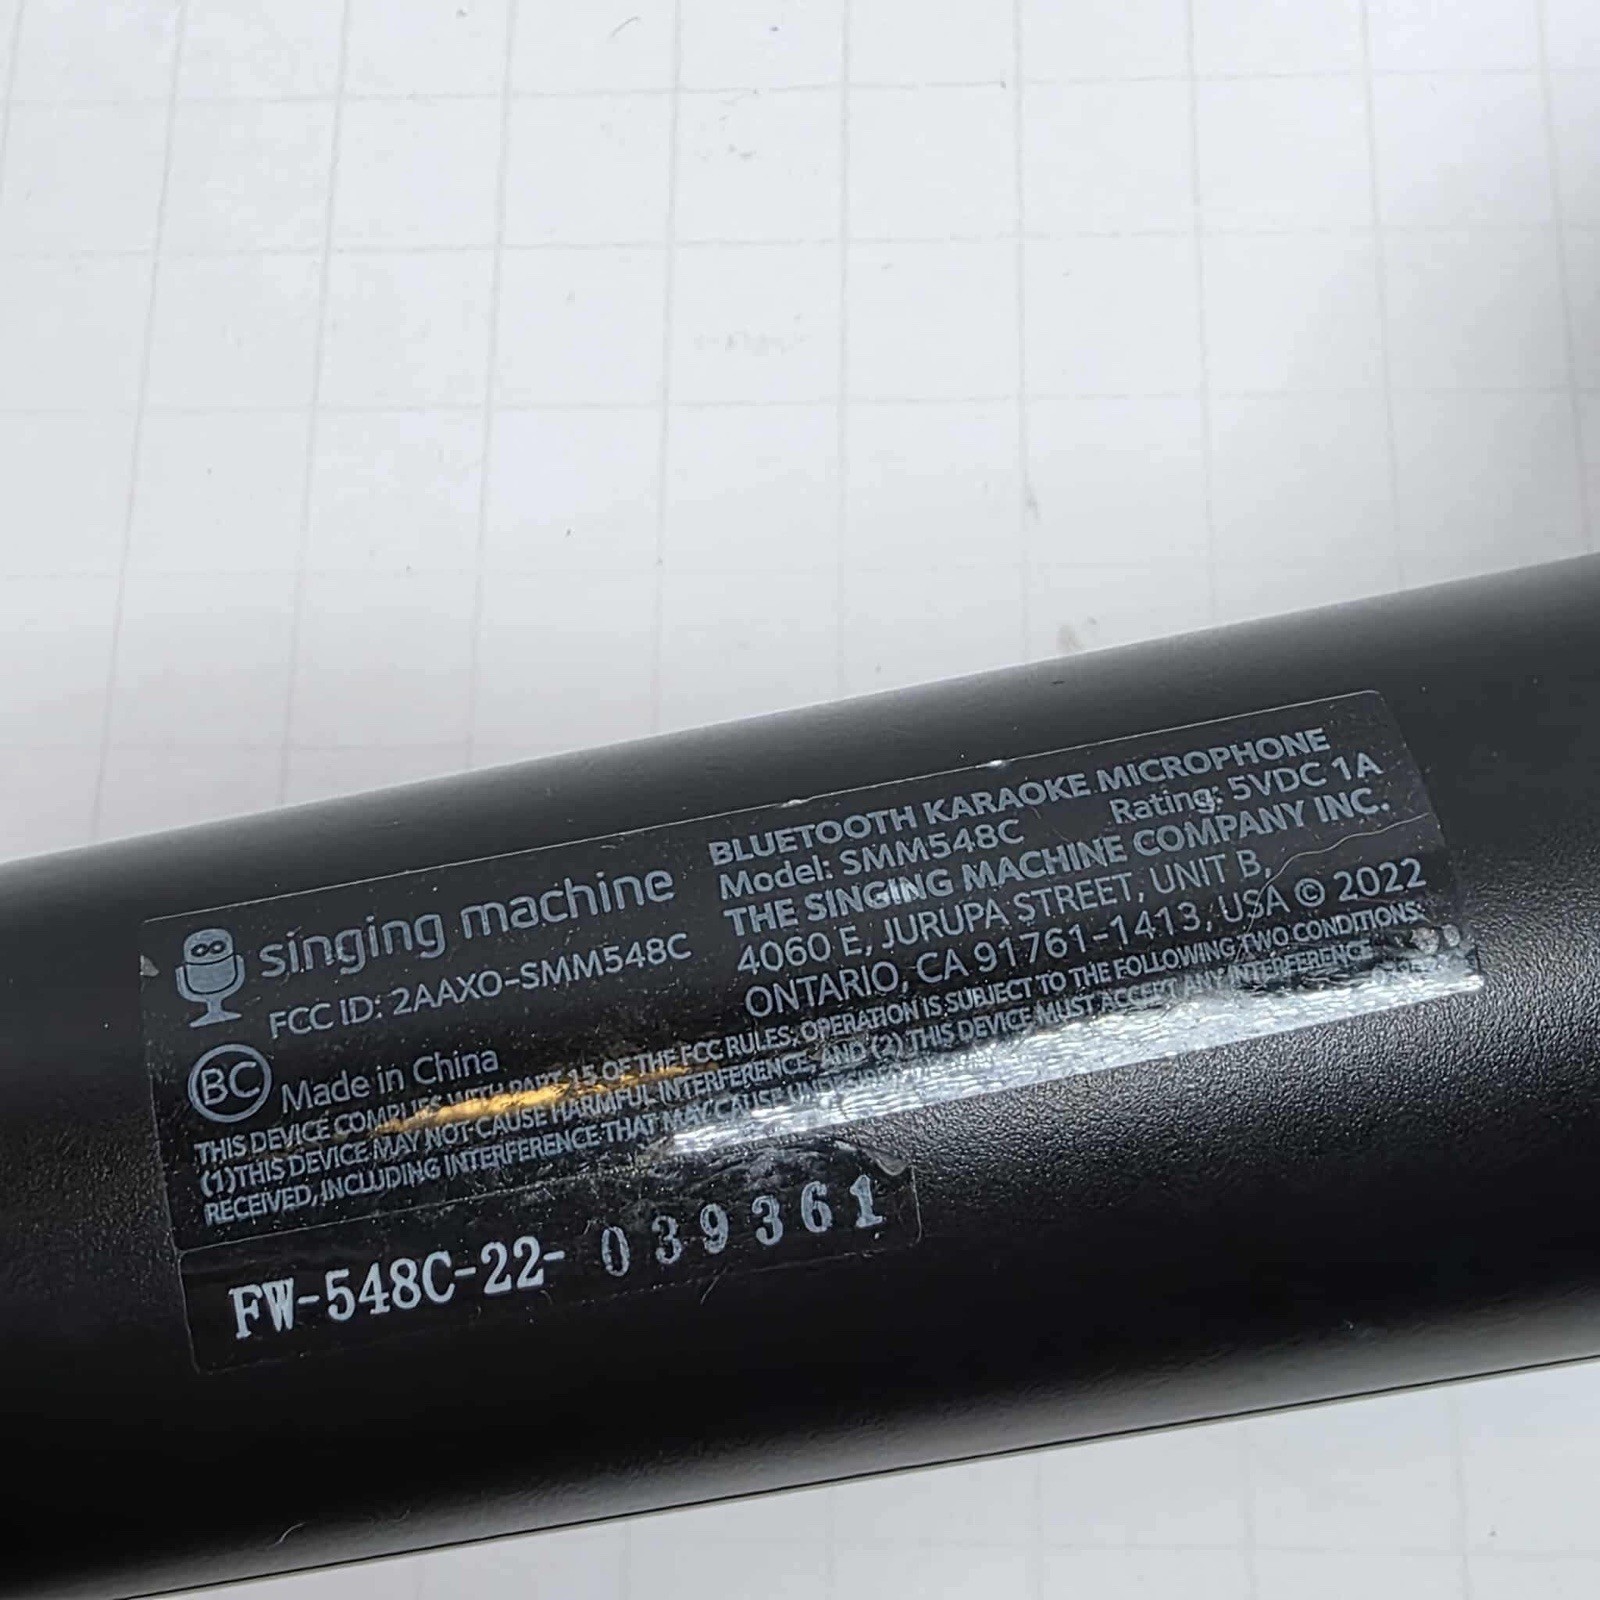 singing machine
FCC ID: 2AAXO-SMM548C
BC Made in China
BLUETOOTH KARAOKE MICROPHONE
Model: SMM548C Rating: 5VDC 1A
THE SINGING MACHINE COMPANY INC.
4060 E, JURUPA STREET, UNIT B,
ONTARIO, CA 91761-1413, USA © 2022
THIS DEVICE COMPLIES WITH PART 15 OF THE FCC RULES, OPERATION IS SUBJECT TO THE FOLLOWING TWO CONDITIONS:
(1)THIS DEVICE MAY NOT CAUSE HARMFUL INTERFERENCE, AND (2) THIS DEVICE MUST ACCEPT ANY INTERFERENCE
RECEIVED, INCLUDING INTERFERENCE THAT MAY CAUSE
FW-548C-22- 039361